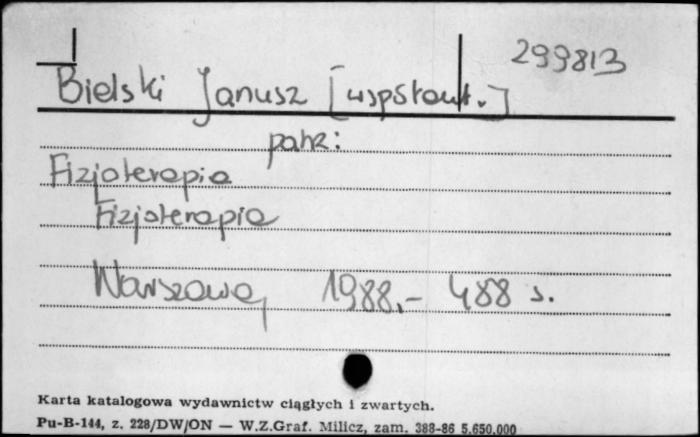 299813
Bielski Janusz [współaut.]
patrz:
Fizjoterapia
Fizjoterapia
Warszawa, 1988.- 488 s.
Karta katalogowa wydawnictw ciągłych i zwartych.
Pu-B-144, z. 228/DW/ON — W.Z.Graf. Milicz, zam. 388-86 5.650.000